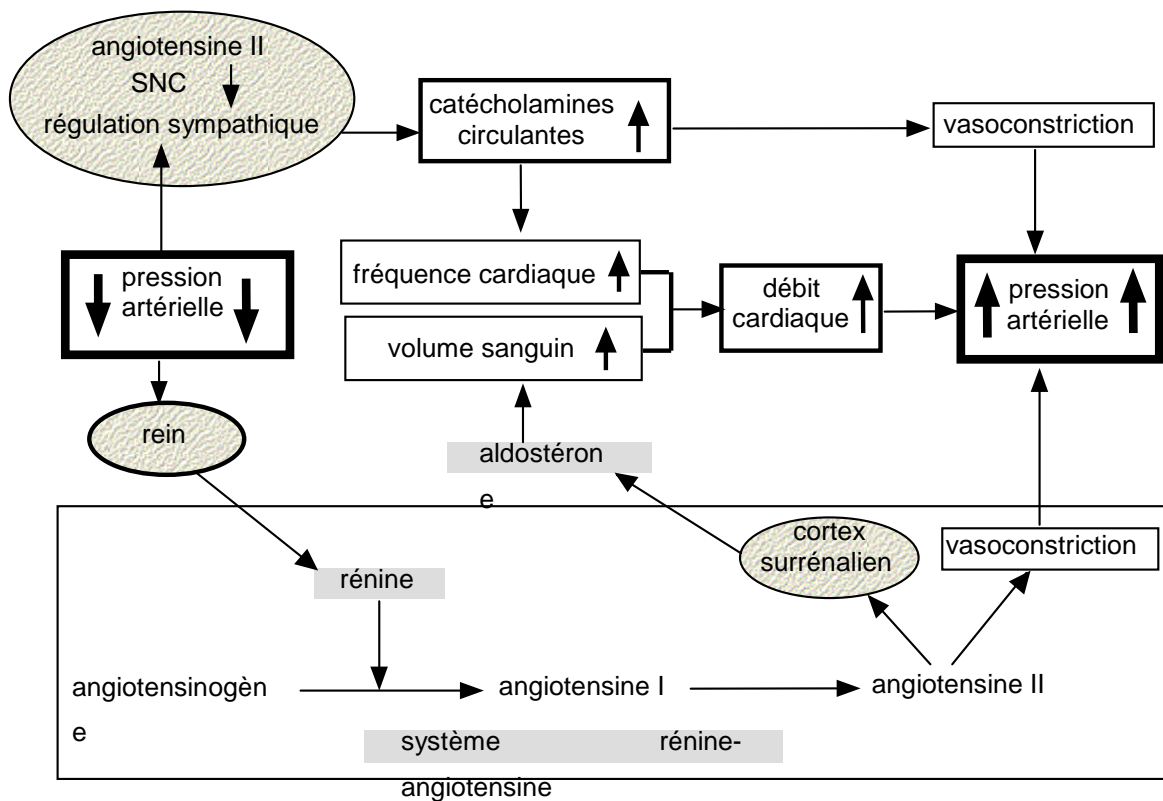 angiotensine II
SNC
régulation sympathique
catécholamines
circulantes
vasoconstriction
pression
artérielle
fréquence cardiaque
volume sanguin
débit
cardiaque
pression
artérielle
rein
aldostéron
e
cortex
surrénalien
vasoconstriction
rénine
angiotensinogèn
e
angiotensine I
angiotensine II
système rénine-
angiotensine